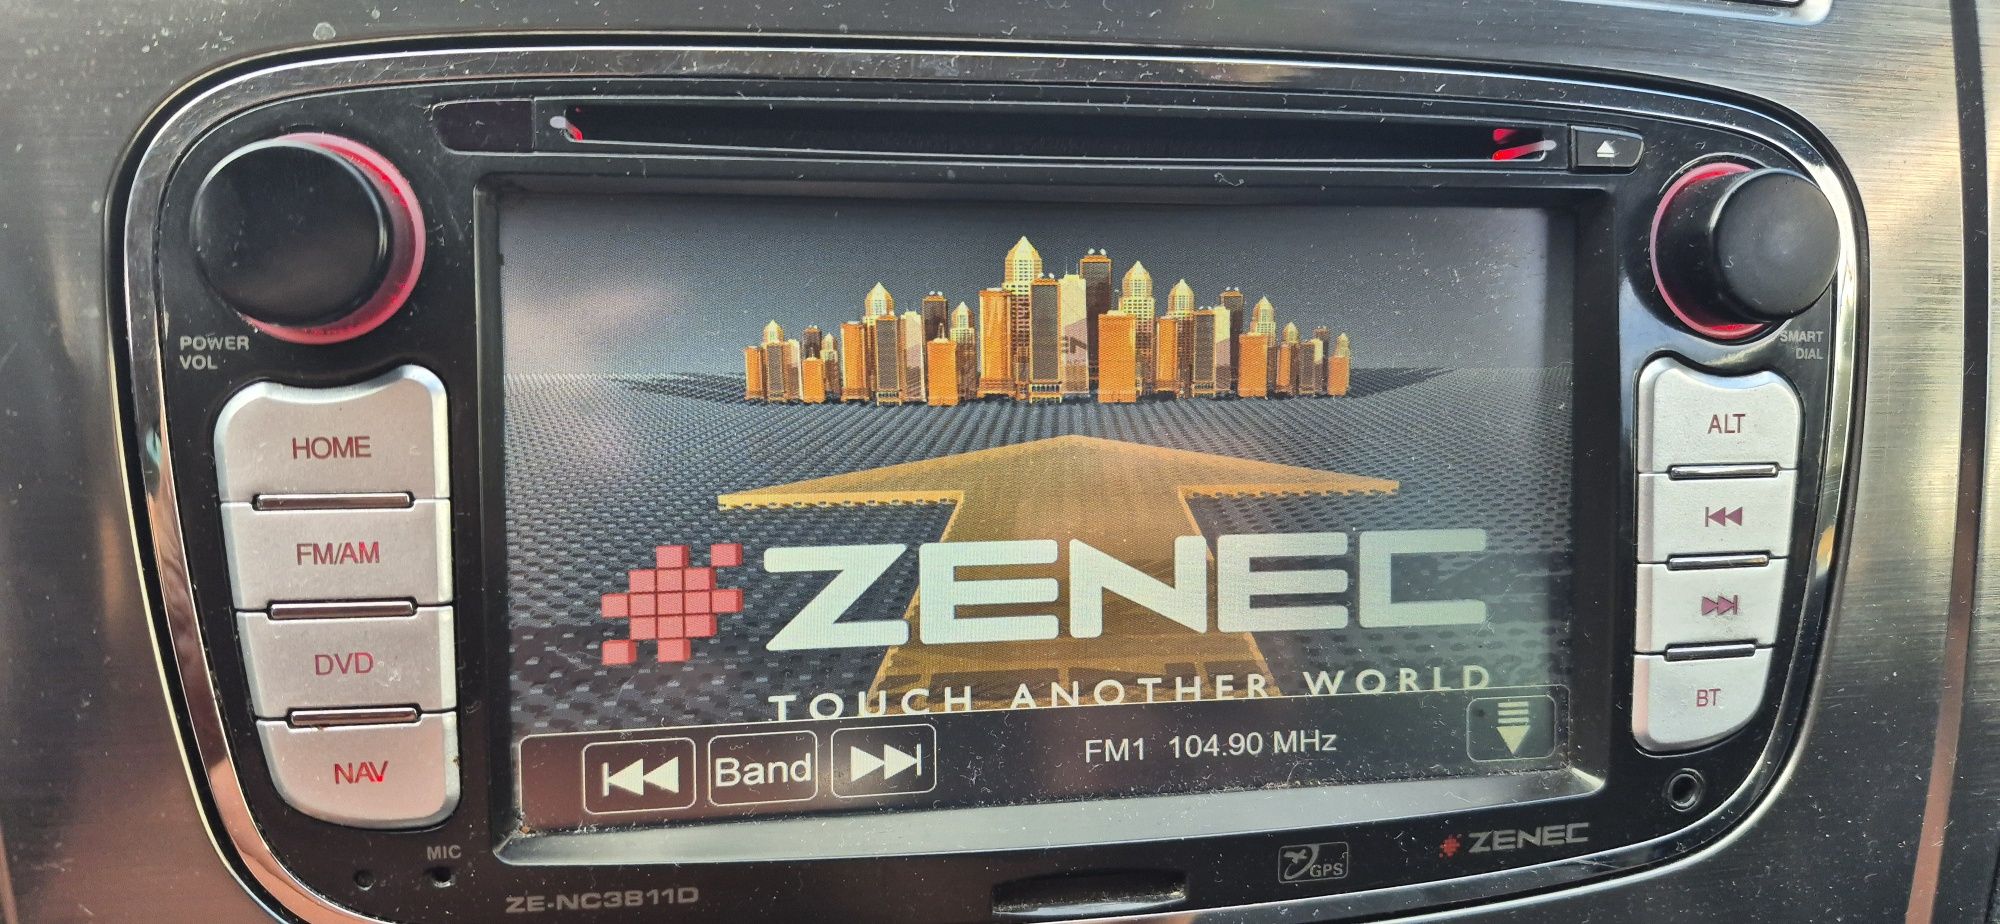 POWER
VOL
SMART
DIAL
HOME
FM/AM
DVD
NAV
ALT
BT
ZENEC
TOUCH ANOTHER WORLD
Band
FM1 104.90 MHz
MIC
ZE-NC3811D
GPS
ZENEC